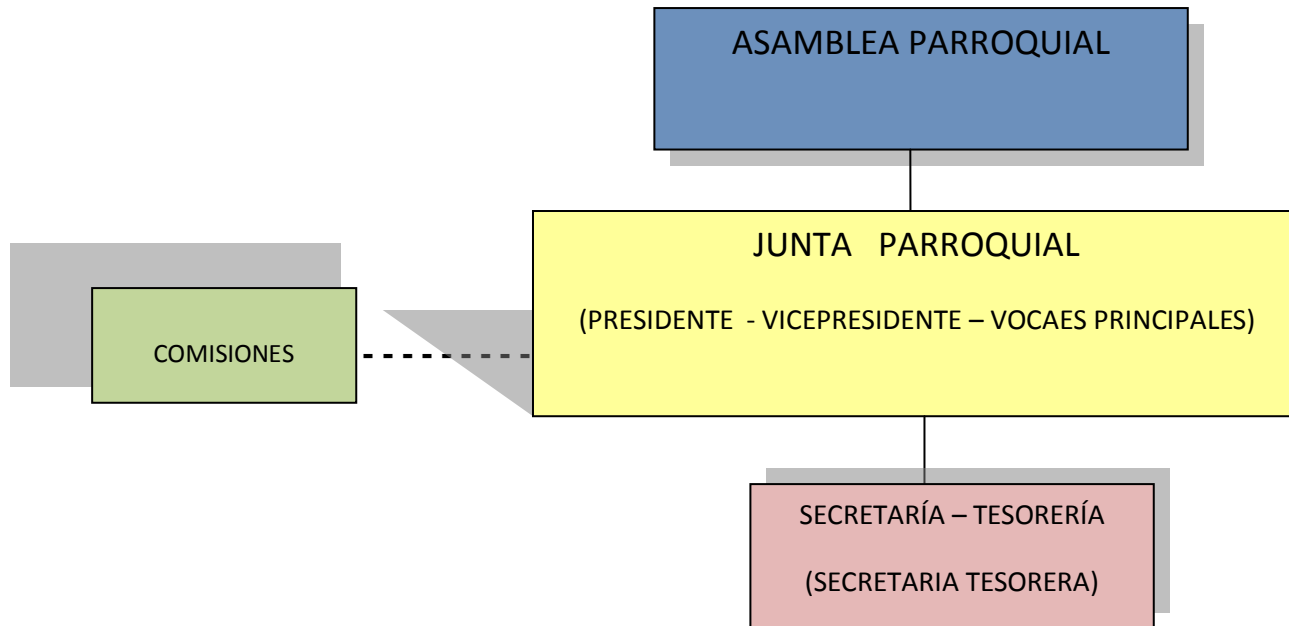 ASAMBLEA PARROQUIAL
JUNTA PARROQUIAL
(PRESIDENTE - VICEPRESIDENTE – VOCAES PRINCIPALES)
COMISIONES
SECRETARÍA – TESORERÍA
(SECRETARIA TESORERA)